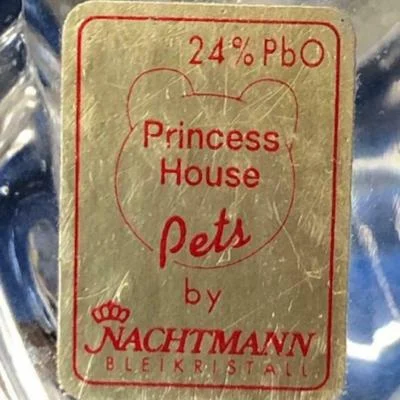 24% PbO
Princess
House
Pets
by
NACHTMANN
BLEIKRISTALL